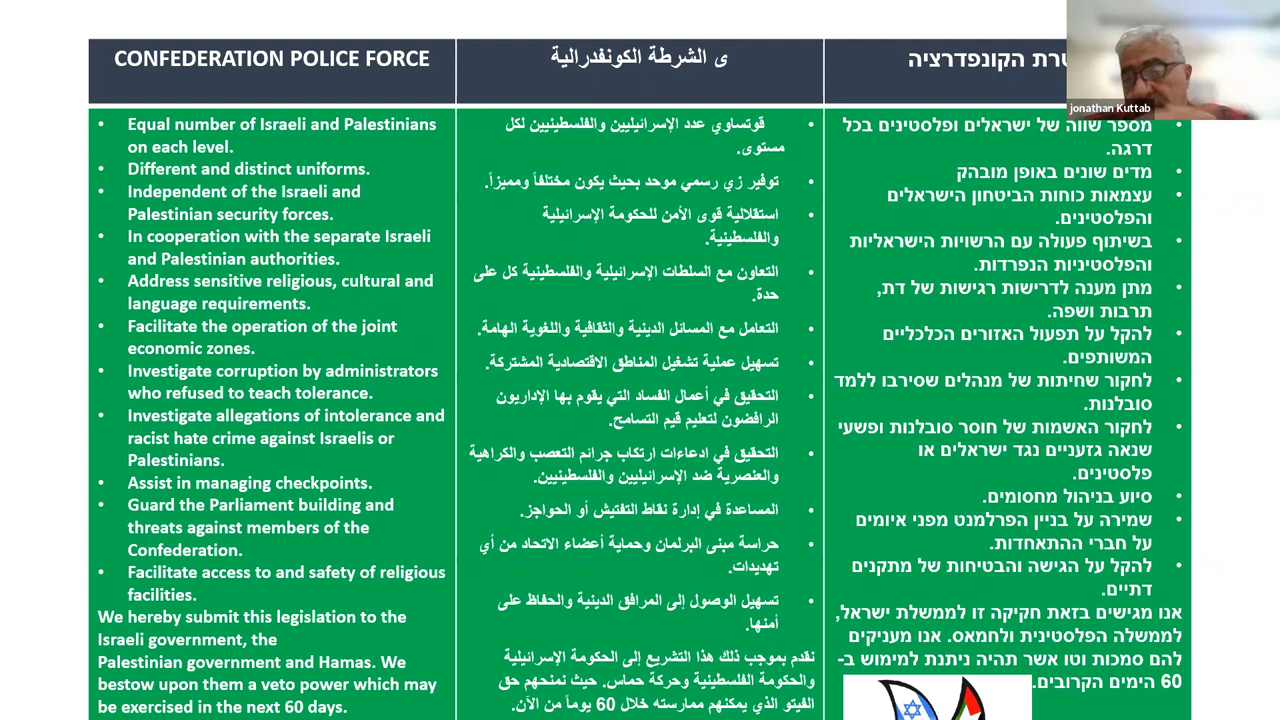 CONFEDERATION POLICE FORCE
• Equal number of Israeli and Palestinians
on each level.
• Different and distinct uniforms.
• Independent of the Israeli and
Palestinian security forces.
• In cooperation with the separate Israeli
and Palestinian authorities.
• Address sensitive religious, cultural and
language requirements.
• Facilitate the operation of the joint
economic zones.
• Investigate corruption by administrators
who refused to teach tolerance.
• Investigate allegations of intolerance and
racist hate crime against Israelis or
Palestinians.
• Assist in managing checkpoints.
• Guard the Parliament building and
threats against members of the
Confederation.
• Facilitate access to and safety of religious
facilities.
We hereby submit this legislation to the
Israeli government, the
Palestinian government and Hamas. We
bestow upon them a veto power which may
be exercised in the next 60 days.
ى الشرطة الكونفدرالية
• قوتساوي عدد الإسرائيليين والفلسطينيين لكل
مستوى.
• توفير زي رسمي موحد بحيث يكون مختلفاً ومميزاً.
• استقلالية قوى الأمن للحكومة الإسرائيلية
والفلسطينية.
• التعاون مع السلطات الإسرائيلية والفلسطينية كل على
حدة.
• التعامل مع المسائل الدينية والثقافية واللغوية الهامة.
• تسهيل عملية تشغيل المناطق الاقتصادية المشتركة.
• التحقيق في أعمال الفساد التي يقوم بها الإداريون
الرافضون لتعليم قيم التسامح.
• التحقيق في ادعاءات ارتكاب جرائم التعصب والكراهية
والعنصرية ضد الإسرائيليين والفلسطينيين.
• المساعدة في إدارة نقاط التفتيش أو الحواجز.
• حراسة مبنى البرلمان وحماية أعضاء الاتحاد من أي
تهديدات.
• تسهيل الوصول إلى المرافق الدينية والحفاظ على
أمنها.
نقدم بموجب ذلك هذا التشريع إلى الحكومة الإسرائيلية
والحكومة الفلسطينية وحركة حماس. حيث نمنحهم حق
الفيتو الذي يمكنهم ممارسته خلال 60 يوماً من الآن.
טרת הקונפדרציה
• מספר שווה של ישראלים ופלסטינים בכל
דרגה.
• מדים שונים באופן מובהק
• עצמאות כוחות הביטחון הישראלים
והפלסטינים.
• בשיתוף פעולה עם הרשויות הישראליות
והפלסטיניות הנפרדות.
• מתן מענה לדרישות רגישות של דת,
תרבות ושפה.
• להקל על תפעול האזורים הכלכליים
המשותפים.
• לחקור שחיתות של מנהלים שסירבו ללמד
סובלנות.
• לחקור האשמות של חוסר סובלנות ופשעי
שנאה גזעניים נגד ישראלים או
פלסטינים.
• סיוע בניהול מחסומים.
• שמירה על בניין הפרלמנט מפני איומים
על חברי ההתאחדות.
• להקל על הגישה והבטיחות של מתקנים
דתיים.
אנו מגישים בזאת חקיקה זו לממשלת ישראל,
לממשלה הפלסטינית ולחמאס. אנו מעניקים
להם סמכות וטו אשר תהיה ניתנת למימוש ב-
60 הימים הקרובים.
jonathan Kuttab